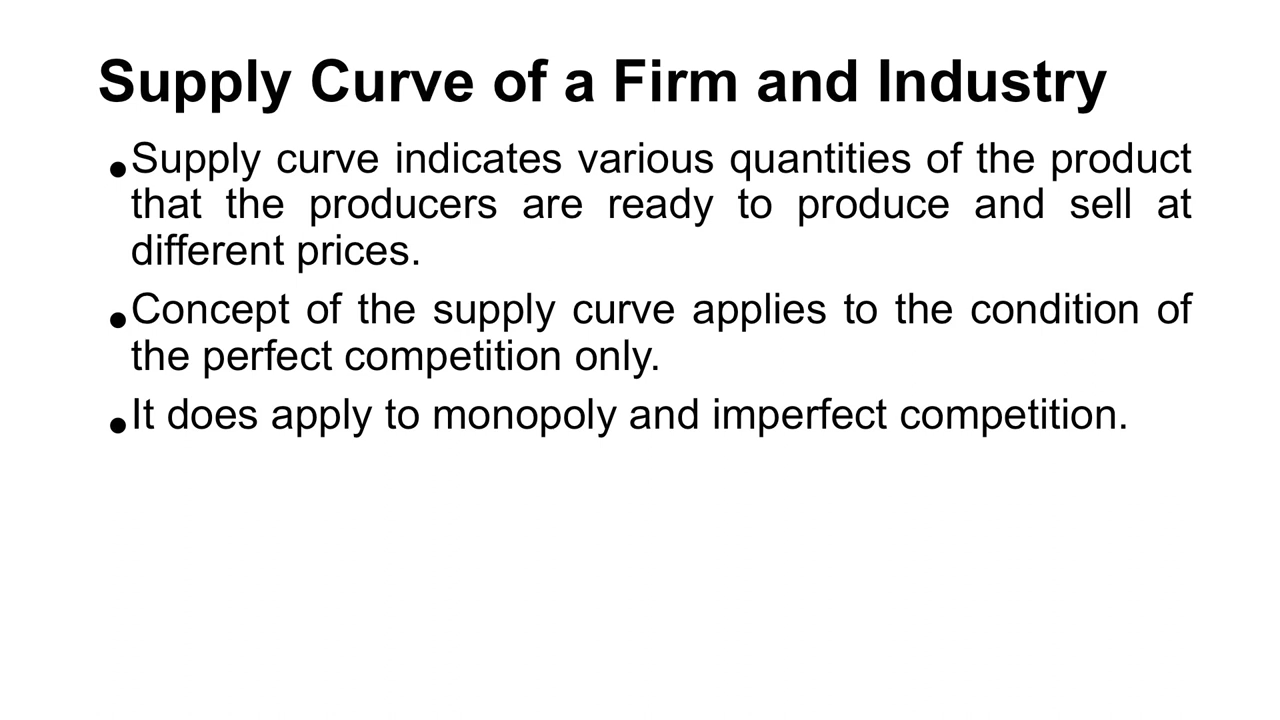 Supply Curve of a Firm and Industry
•Supply curve indicates various quantities of the product
that the producers are ready to produce and sell at
different prices.
•Concept of the supply curve applies to the condition of
the perfect competition only.
•It does apply to monopoly and imperfect competition.